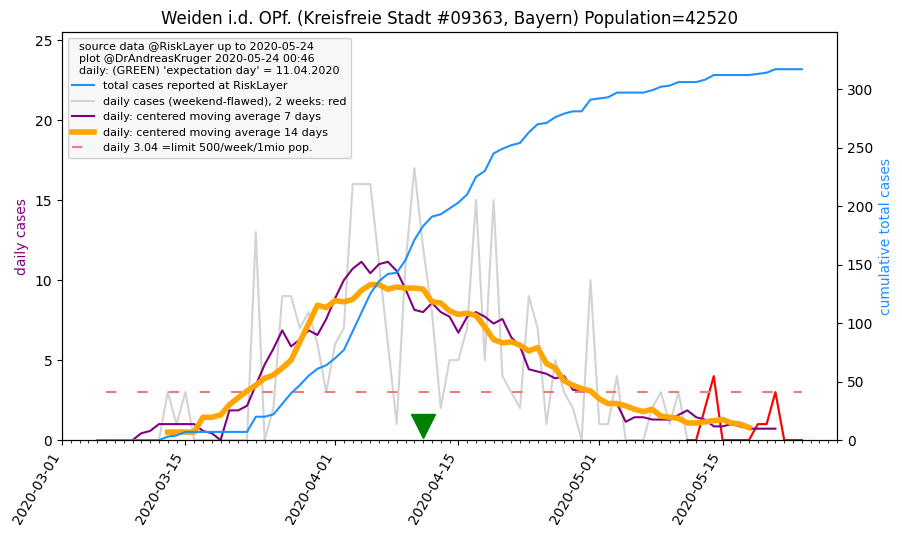 Weiden i.d. OPf. (Kreisfreie Stadt #09363, Bayern) Population=42520
source data @RiskLayer up to 2020-05-24
plot @DrAndreasKruger 2020-05-24 00:46
daily: (GREEN) 'expectation day' = 11.04.2020
total cases reported at RiskLayer
daily cases (weekend-flawed), 2 weeks: red
daily: centered moving average 7 days
daily: centered moving average 14 days
daily 3.04 =limit 500/week/1mio pop.
daily cases
25
20
15
10
5
0
cumulative total cases
300
250
200
150
100
50
0
2020-03-01
2020-03-15
2020-04-01
2020-04-15
2020-05-01
2020-05-15